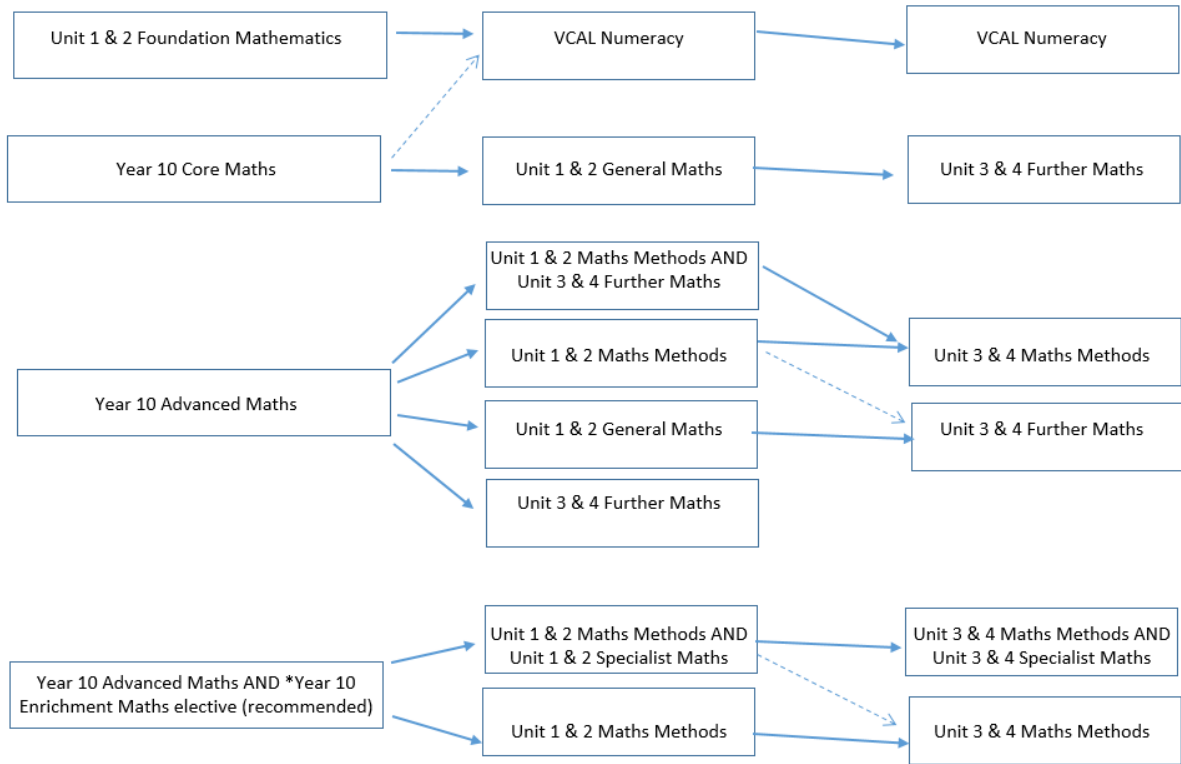 Unit 1 & 2 Foundation Mathematics
VCAL Numeracy
VCAL Numeracy
Year 10 Core Maths
Unit 1 & 2 General Maths
Unit 3 & 4 Further Maths
Unit 1 & 2 Maths Methods AND
Unit 3 & 4 Further Maths
Unit 1 & 2 Maths Methods
Unit 3 & 4 Maths Methods
Year 10 Advanced Maths
Unit 1 & 2 General Maths
Unit 3 & 4 Further Maths
Unit 3 & 4 Further Maths
Year 10 Advanced Maths AND *Year 10
Enrichment Maths elective (recommended)
Unit 1 & 2 Maths Methods AND
Unit 1 & 2 Specialist Maths
Unit 3 & 4 Maths Methods AND
Unit 3 & 4 Specialist Maths
Unit 1 & 2 Maths Methods
Unit 3 & 4 Maths Methods